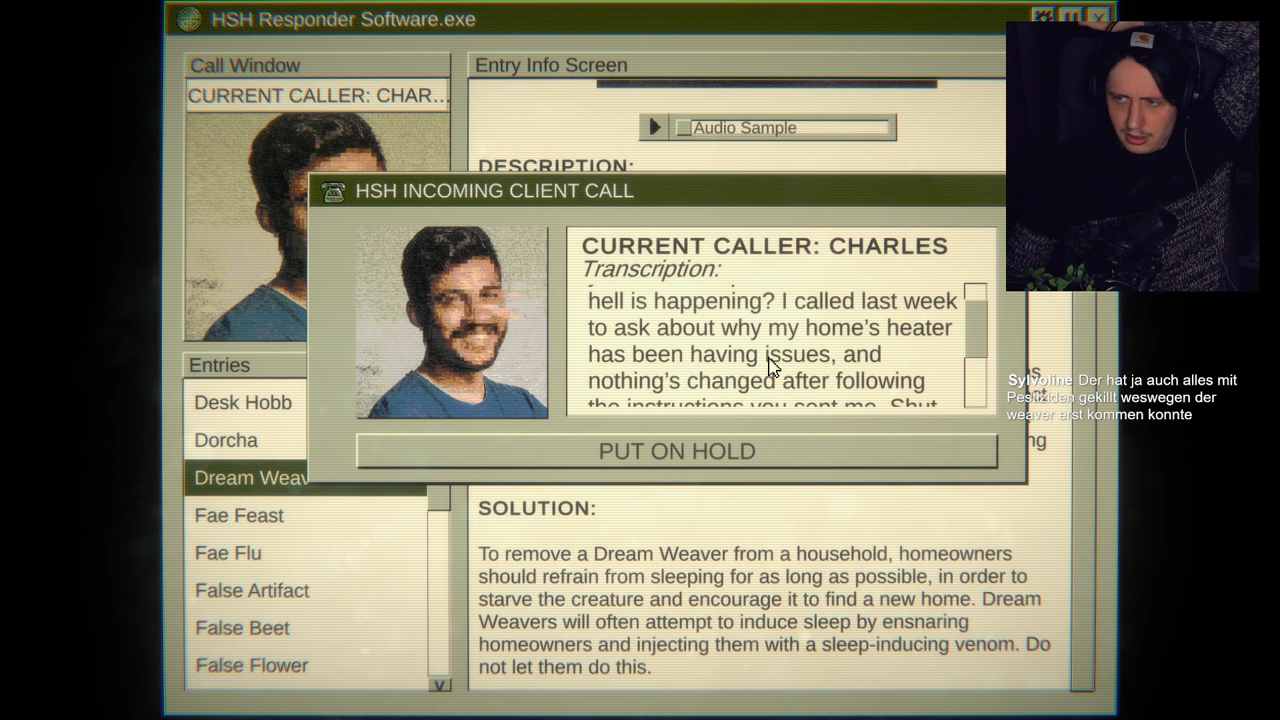 HSH Responder Software.exe
Call Window
CURRENT CALLER: CHAR...
Entries
Desk Hobb
Dorcha
Dream Weav
Fae Feast
Fae Flu
False Artifact
False Beet
False Flower
Entry Info Screen
Audio Sample
DESCRIPTION:
HSH INCOMING CLIENT CALL
CURRENT CALLER: CHARLES
Transcription:
hell is happening? I called last week
to ask about why my home's heater
has been having issues, and
nothing's changed after following
the instructions you sent me. Shut
PUT ON HOLD
SOLUTION:
To remove a Dream Weaver from a household, homeowners
should refrain from sleeping for as long as possible, in order to
starve the creature and encourage it to find a new home. Dream
Weavers will often attempt to induce sleep by ensnaring
homeowners and injecting them with a sleep-inducing venom. Do
not let them do this.
Sylvoline Der hat ja auch alles mit
Pestiziden gekillt weswegen der
weaver erst kommen konnte